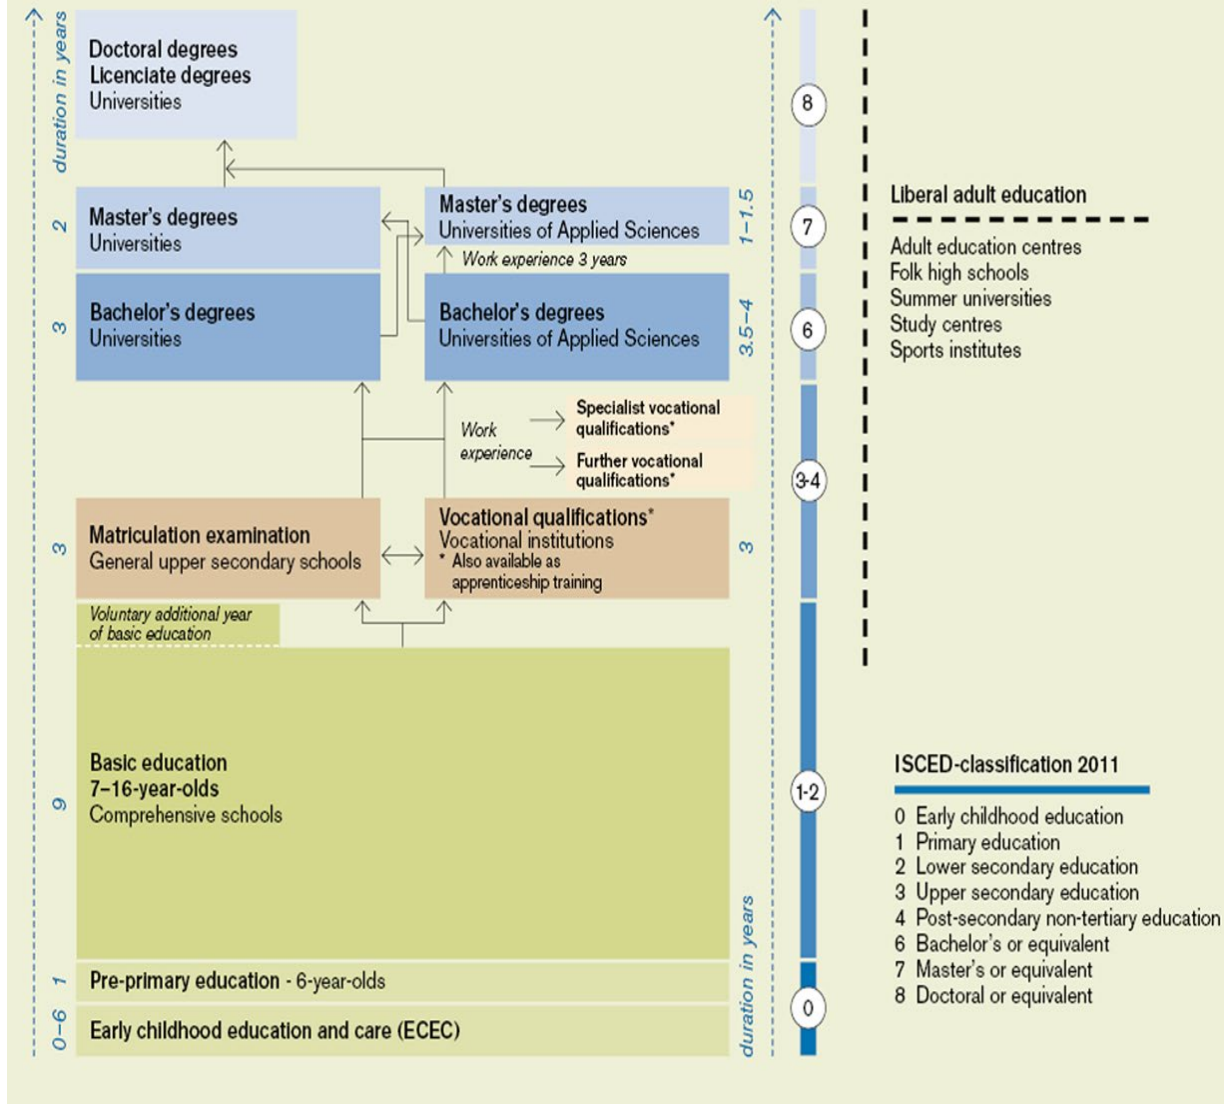 duration in years
Doctoral degrees
Licenciate degrees
Universities
8
2
Master's degrees
Universities
Master's degrees
Universities of Applied Sciences
1–1.5
7
Work experience 3 years
3
Bachelor's degrees
Universities
Bachelor's degrees
Universities of Applied Sciences
3.5–4
6
Work
experience
Specialist vocational
qualifications*
Further vocational
qualifications*
3-4
3
Matriculation examination
General upper secondary schools
Vocational qualifications*
Vocational institutions
* Also available as
apprenticeship training
3
Voluntary additional year
of basic education
9
Basic education
7–16-year-olds
Comprehensive schools
1-2
1
Pre-primary education - 6-year-olds
0–6
Early childhood education and care (ECEC)
duration in years
0
Liberal adult education
Adult education centres
Folk high schools
Summer universities
Study centres
Sports institutes
ISCED-classification 2011
0 Early childhood education
1 Primary education
2 Lower secondary education
3 Upper secondary education
4 Post-secondary non-tertiary education
6 Bachelor's or equivalent
7 Master's or equivalent
8 Doctoral or equivalent